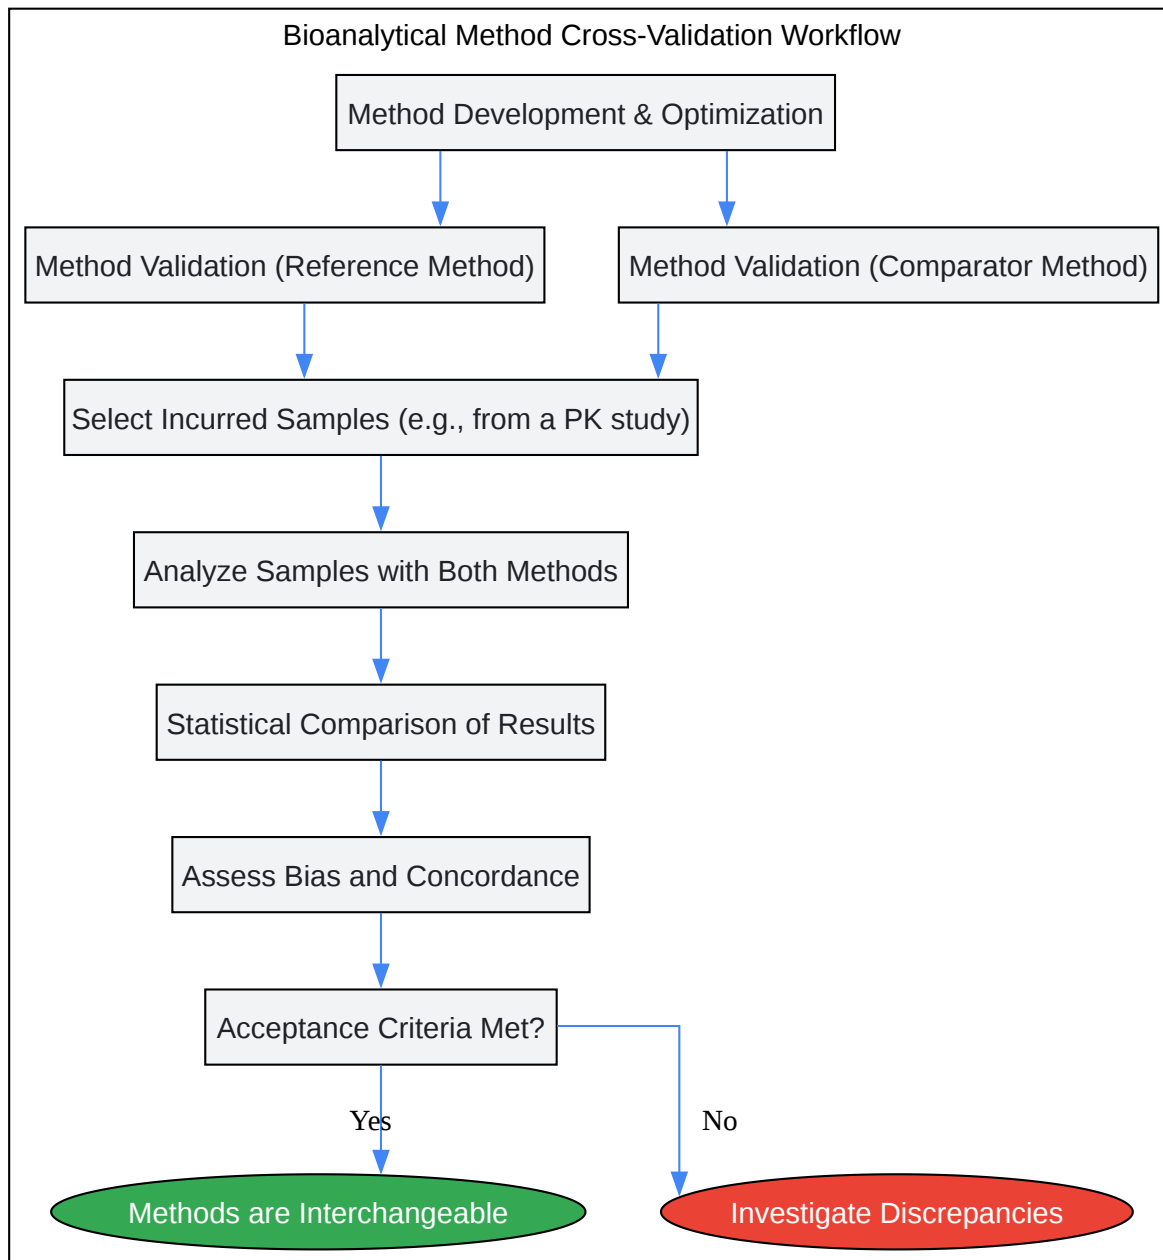 Bioanalytical Method Cross-Validation Workflow
Method Development & Optimization
Method Validation (Reference Method)
Method Validation (Comparator Method)
Select Incurred Samples (e.g., from a PK study)
Analyze Samples with Both Methods
Statistical Comparison of Results
Assess Bias and Concordance
Acceptance Criteria Met?
Yes
No
Methods are Interchangeable
Investigate Discrepancies